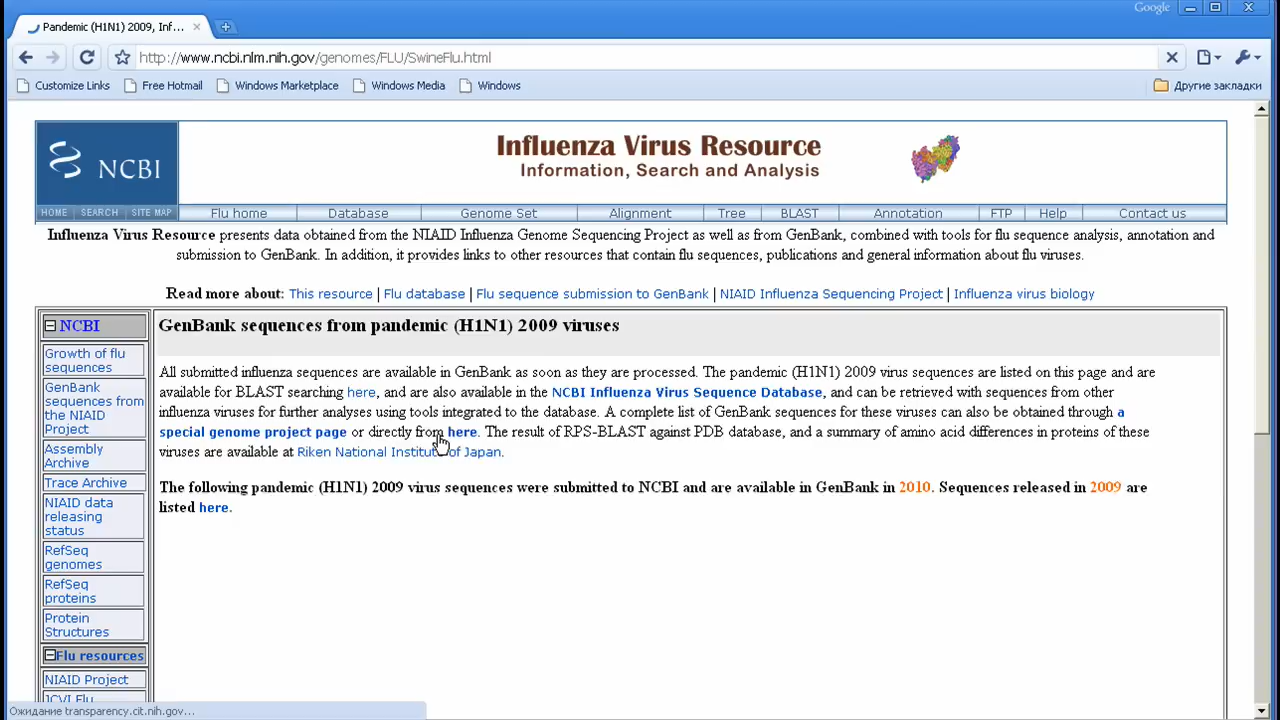 Google
Pandemic (H1N1) 2009, Inf...
http://www.ncbi.nlm.nih.gov/genomes/FLU/SwineFlu.html
Customize Links Free Hotmail Windows Marketplace Windows Media Windows Другие закладки
NCBI
HOME SEARCH SITE MAP
Influenza Virus Resource
Information, Search and Analysis
Flu home Database Genome Set Alignment Tree BLAST Annotation FTP Help Contact us
Influenza Virus Resource presents data obtained from the NIAID Influenza Genome Sequencing Project as well as from GenBank, combined with tools for flu sequence analysis, annotation and
submission to GenBank. In addition, it provides links to other resources that contain flu sequences, publications and general information about flu viruses.
Read more about: This resource | Flu database | Flu sequence submission to GenBank | NIAID Influenza Sequencing Project | Influenza virus biology
NCBI
Growth of flu
sequences
GenBank
sequences from
the NIAID
Project
Assembly
Archive
Trace Archive
NIAID data
releasing
status
RefSeq
genomes
RefSeq
proteins
Protein
Structures
Flu resources
NIAID Project
JCVI Flu
GenBank sequences from pandemic (H1N1) 2009 viruses
All submitted influenza sequences are available in GenBank as soon as they are processed. The pandemic (H1N1) 2009 virus sequences are listed on this page and are
available for BLAST searching here, and are also available in the NCBI Influenza Virus Sequence Database, and can be retrieved with sequences from other
influenza viruses for further analyses using tools integrated to the database. A complete list of GenBank sequences for these viruses can also be obtained through a
special genome project page or directly from here. The result of RPS-BLAST against PDB database, and a summary of amino acid differences in proteins of these
viruses are available at Riken National Institute of Japan.
The following pandemic (H1N1) 2009 virus sequences were submitted to NCBI and are available in GenBank in 2010. Sequences released in 2009 are
listed here.
Ожидание transparency.cit.nih.gov...